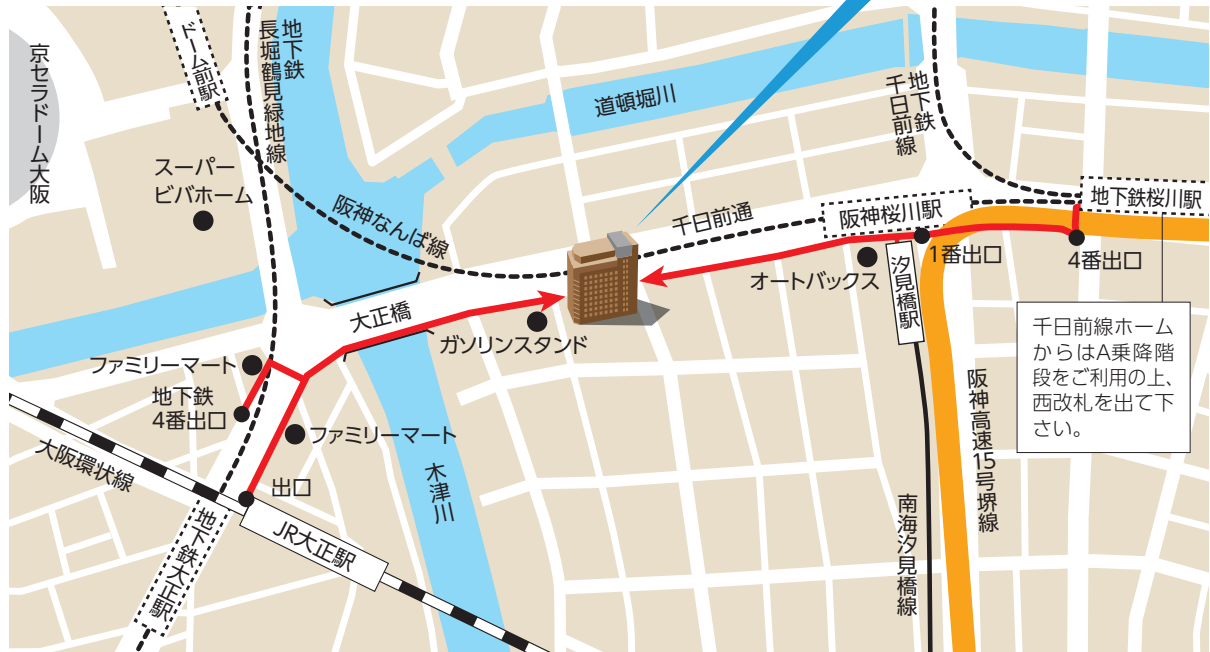 京セラドーム大阪
ドーム前駅
地下鉄
長堀鶴見緑地線
スーパー
ビバホーム
道頓堀川
地下鉄
千日前線
阪神なんば線
千日前通
阪神桜川駅
地下鉄桜川駅
1番出口
4番出口
オートバックス
汐見橋駅
大正橋
ガソリンスタンド
千日前線ホーム
からはA乗降階
段をご利用の上、
西改札を出て下
さい。
ファミリーマート
地下鉄
4番出口
ファミリーマート
大阪環状線
出口
木津川
JR大正駅
地下鉄大正駅
南海汐見橋線
阪神高速15号堺線